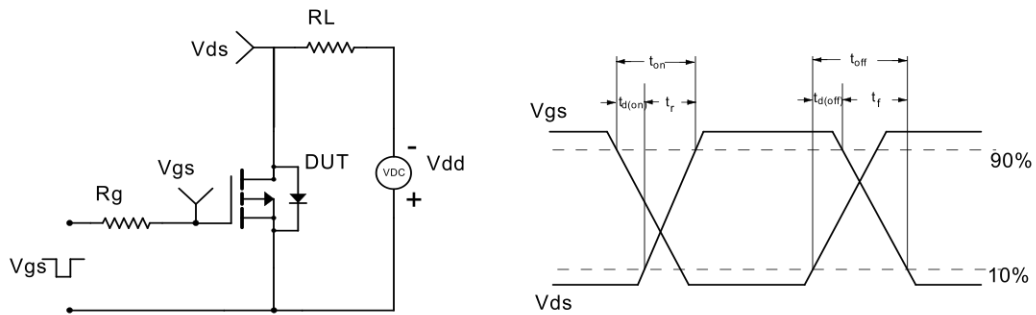 RL
Vds
Vgs
DUT
-
VDC
Vdd
+
Rg
Vgs
ton
toff
td(on)
tr
td(off)
tf
Vgs
90%
10%
Vds